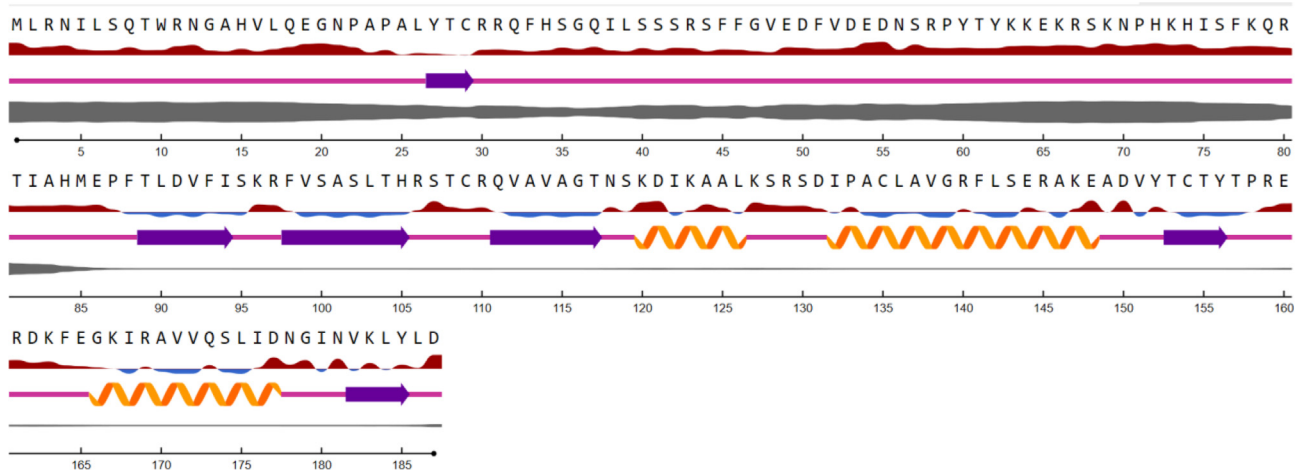 M L R N I L S Q T W R N G A H V L Q E G N P A P A L Y T C R R Q F H S G Q I L S S S R S F F G V E D F V D E D N S R P Y T Y K K E K R S K N P H K H I S F K Q R
5 10 15 20 25 30 35 40 45 50 55 60 65 70 75 80
T I A H M E P F T L D V F I S K R F V S A S L T H R S T C R Q V A V A G T N S K D I K A A L K S R S D I P A C L A V G R F L S E R A K E A D V Y T C T Y T P R E
85 90 95 100 105 110 115 120 125 130 135 140 145 150 155 160
R D K F E G K I R A V V Q S L I D N G I N V K L Y L D
165 170 175 180 185